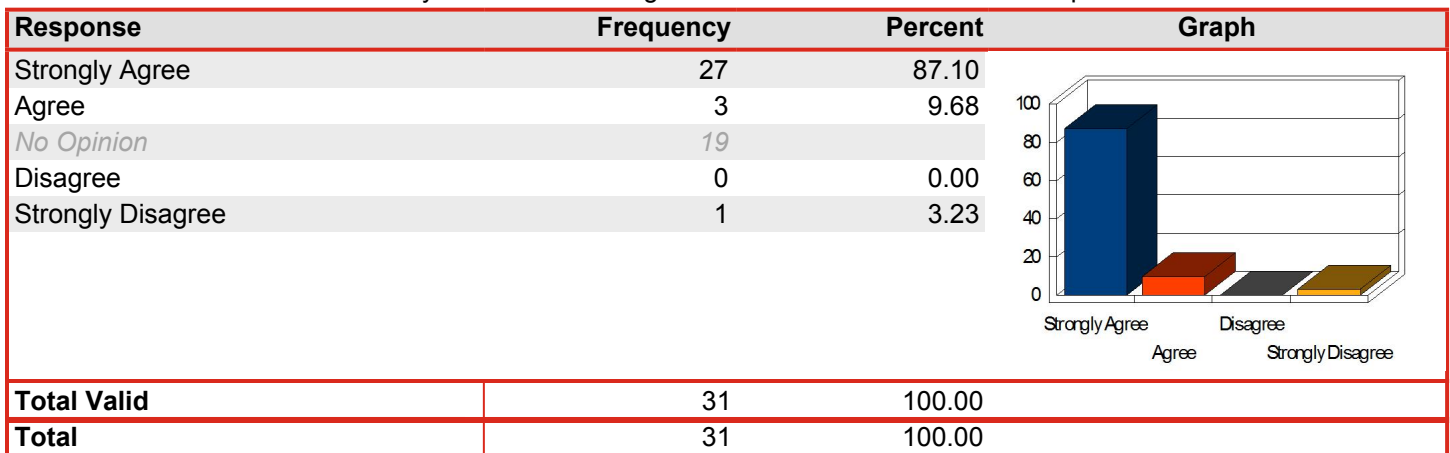 Response Frequency Percent Graph
Strongly Agree 27 87.10
Agree 3 9.68
No Opinion 19
Disagree 0 0.00
Strongly Disagree 1 3.23
100
80
60
40
20
0
Strongly Agree Disagree
Agree Strongly Disagree
Total Valid 31 100.00
Total 31 100.00